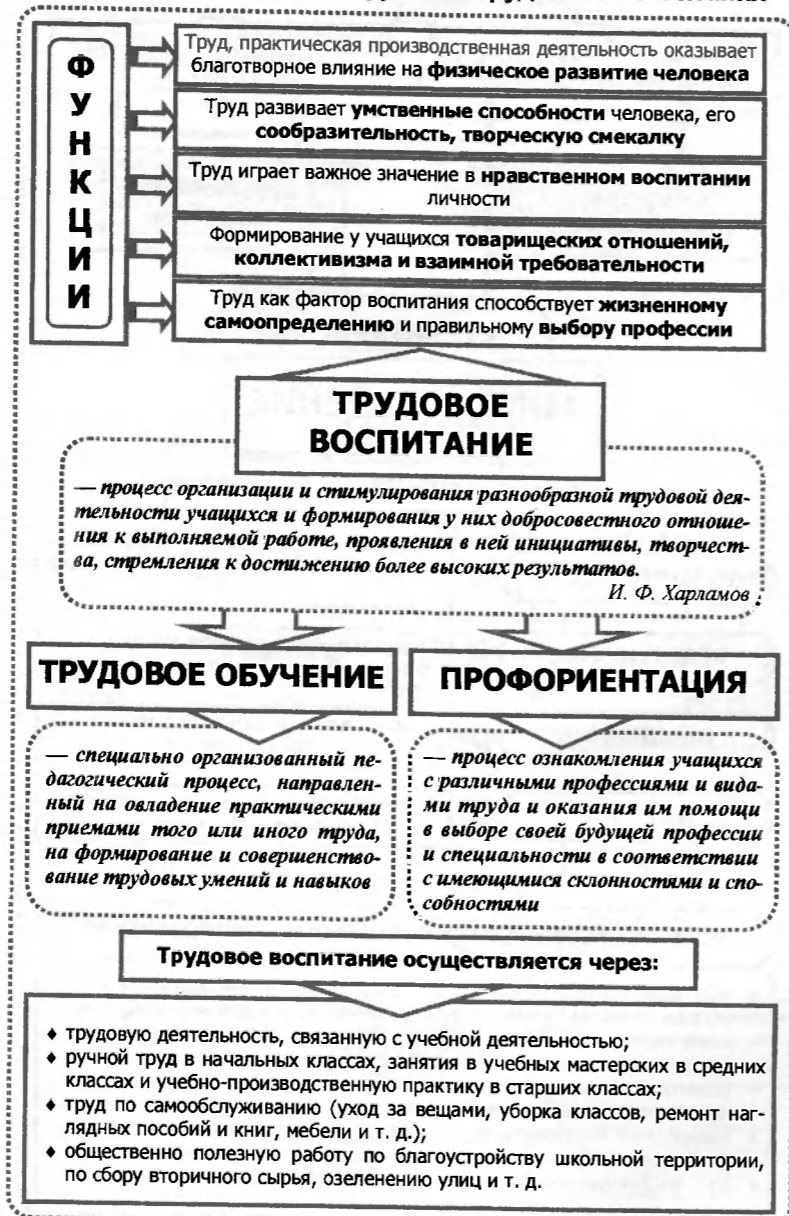 ФУНКЦИИ
Труд, практическая производственная деятельность оказывает
благотворное влияние на физическое развитие человека
Труд развивает умственные способности человека, его
сообразительность, творческую смекалку
Труд играет важное значение в нравственном воспитании
личности
Формирование у учащихся товарищеских отношений,
коллективизма и взаимной требовательности
Труд как фактор воспитания способствует жизненному
самоопределению и правильному выбору профессии
ТРУДОВОЕ
ВОСПИТАНИЕ
— процесс организации и стимулирования разнообразной трудовой дея-
тельности учащихся и формирования у них добросовестного отноше-
ния к выполняемой работе, проявления в ней инициативы, творчест-
ва, стремления к достижению более высоких результатов.
И. Ф. Харламов
ТРУДОВОЕ ОБУЧЕНИЕ
— специально организованный пе-
дагогический процесс, направлен-
ный на овладение практическими
приемами того или иного труда,
на формирование и совершенство-
вание трудовых умений и навыков
ПРОФОРИЕНТАЦИЯ
— процесс ознакомления учащихся
с различными профессиями и вида-
ми труда и оказания им помощи
в выборе своей будущей профессии
и специальности в соответствии
с имеющимися склонностями и спо-
собностями
Трудовое воспитание осуществляется через:
♦ трудовую деятельность, связанную с учебной деятельностью;
♦ ручной труд в начальных классах, занятия в учебных мастерских в средних
классах и учебно-производственную практику в старших классах;
♦ труд по самообслуживанию (уход за вещами, уборка классов, ремонт наг-
лядных пособий и книг, мебели и т. д.);
♦ общественно полезную работу по благоустройству школьной территории,
по сбору вторичного сырья, озеленению улиц и т. д.